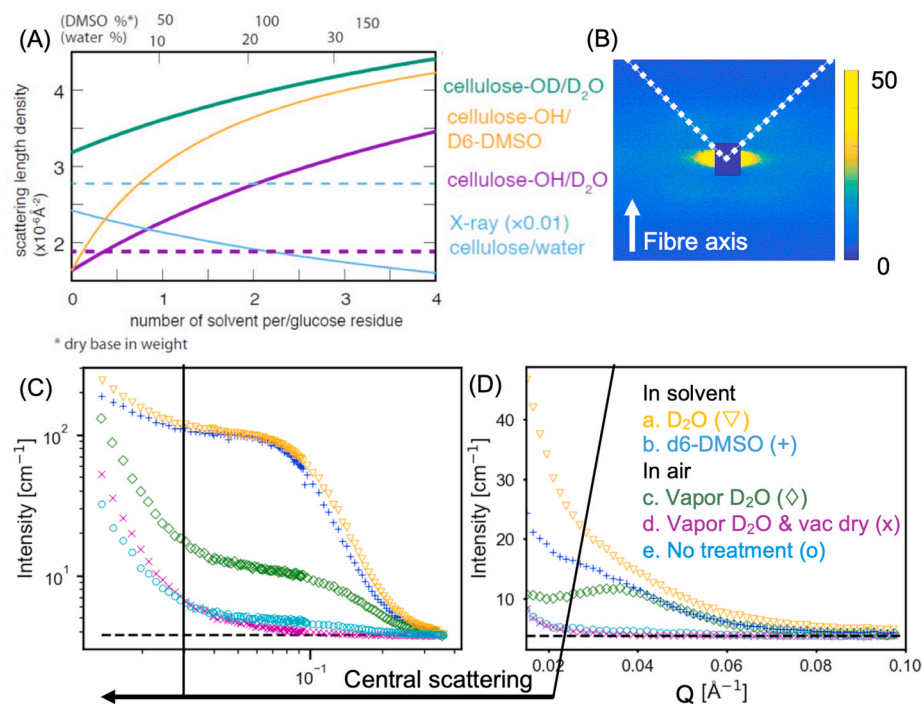 (A)
(DMSO %*) 50 100 150
(water %) 10 20 30
scattering length density
(x10⁻⁶Å⁻²)
4
3
2
0 1 2 3 4
number of solvent per/glucose residue
* dry base in weight
cellulose-OD/D₂O
cellulose-OH/
D6-DMSO
cellulose-OH/D₂O
X-ray (×0.01)
cellulose/water
(B)
Fibre axis
50
0
(C)
Intensity [cm⁻¹]
10²
10¹
10⁻¹
(D)
Intensity [cm⁻¹]
40
30
20
10
In solvent
a. D₂O (▽)
b. d6-DMSO (+)
In air
c. Vapor D₂O (◊)
d. Vapor D₂O & vac dry (x)
e. No treatment (o)
0.02 0.04 0.06 0.08 0.10
Q [Å⁻¹]
Central scattering